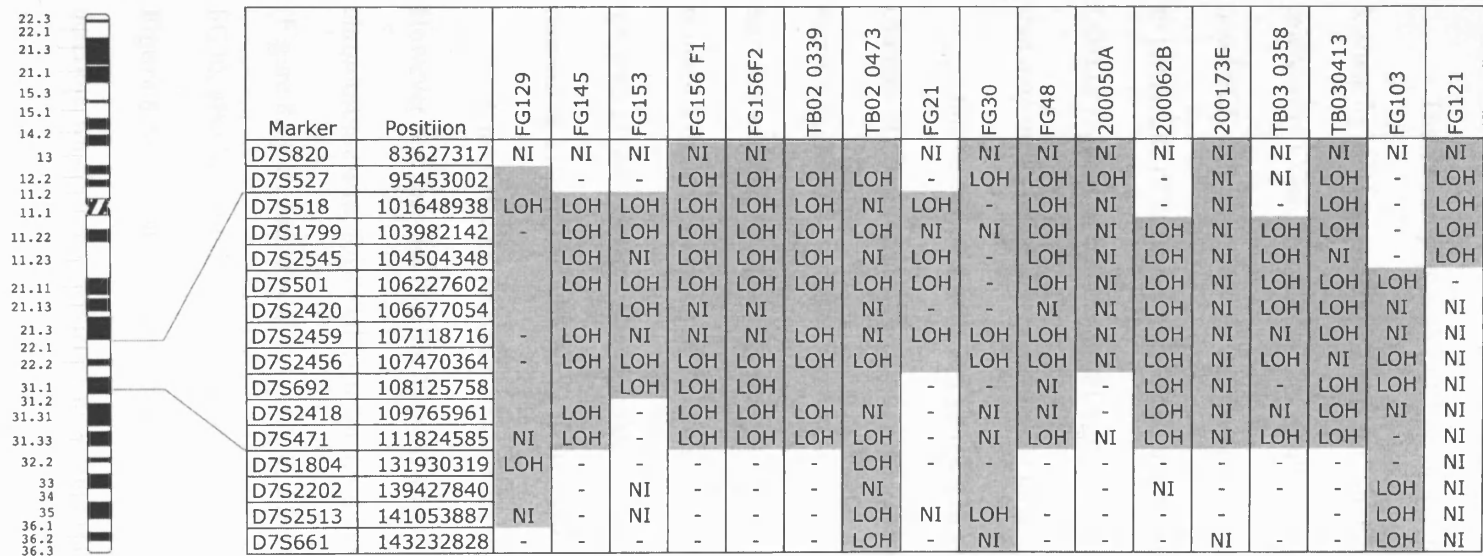 22.3
22.1
21.3
21.1
15.3
15.1
14.2
13
12.2
11.2
11.1
11.22
11.23
21.11
21.13
21.3
22.1
22.2
31.1
31.2
31.31
31.33
32.2
33
34
35
36.1
36.2
36.3
Marker Positiion FG129 FG145 FG153 FG156 F1 FG156F2 TB02 0339 TB02 0473 FG21 FG30 FG48 200050A 200062B 200173E TB03 0358 TB030413 FG103 FG121
D7S820 83627317 NI NI NI NI NI NI NI NI NI NI NI NI NI NI NI
D7S527 95453002 - - LOH LOH LOH LOH - LOH LOH LOH - NI NI LOH - LOH
D7S518 101648938 LOH LOH LOH LOH LOH LOH NI LOH - LOH NI - NI - LOH - LOH
D7S1799 103982142 - LOH LOH LOH LOH LOH LOH NI NI LOH NI LOH NI LOH LOH - LOH
D7S2545 104504348 LOH NI LOH LOH LOH LOH LOH - LOH NI LOH NI LOH NI - LOH
D7S501 106227602 LOH LOH LOH LOH LOH LOH LOH - LOH NI LOH NI LOH LOH LOH -
D7S2420 106677054 LOH NI NI NI - - NI NI LOH NI LOH LOH NI NI
D7S2459 107118716 - LOH NI NI NI LOH NI LOH LOH LOH NI LOH NI NI LOH NI NI
D7S2456 107470364 - LOH LOH LOH LOH LOH LOH LOH LOH NI LOH NI LOH NI LOH NI
D7S692 108125758 LOH LOH LOH - - NI - LOH NI - LOH LOH NI
D7S2418 109765961 LOH - LOH LOH LOH NI - NI NI - LOH NI NI LOH NI NI
D7S471 111824585 NI LOH - LOH LOH LOH LOH - NI LOH NI LOH NI LOH LOH - NI
D7S1804 131930319 LOH - - - - - LOH - - - - - - - - - NI
D7S2202 139427840 - NI - - - NI - - - - NI - - - LOH NI
D7S2513 141053887 NI - NI - - - LOH NI LOH - - - - - - LOH NI
D7S661 143232828 - - - - - - LOH - NI - - - NI - - LOH NI